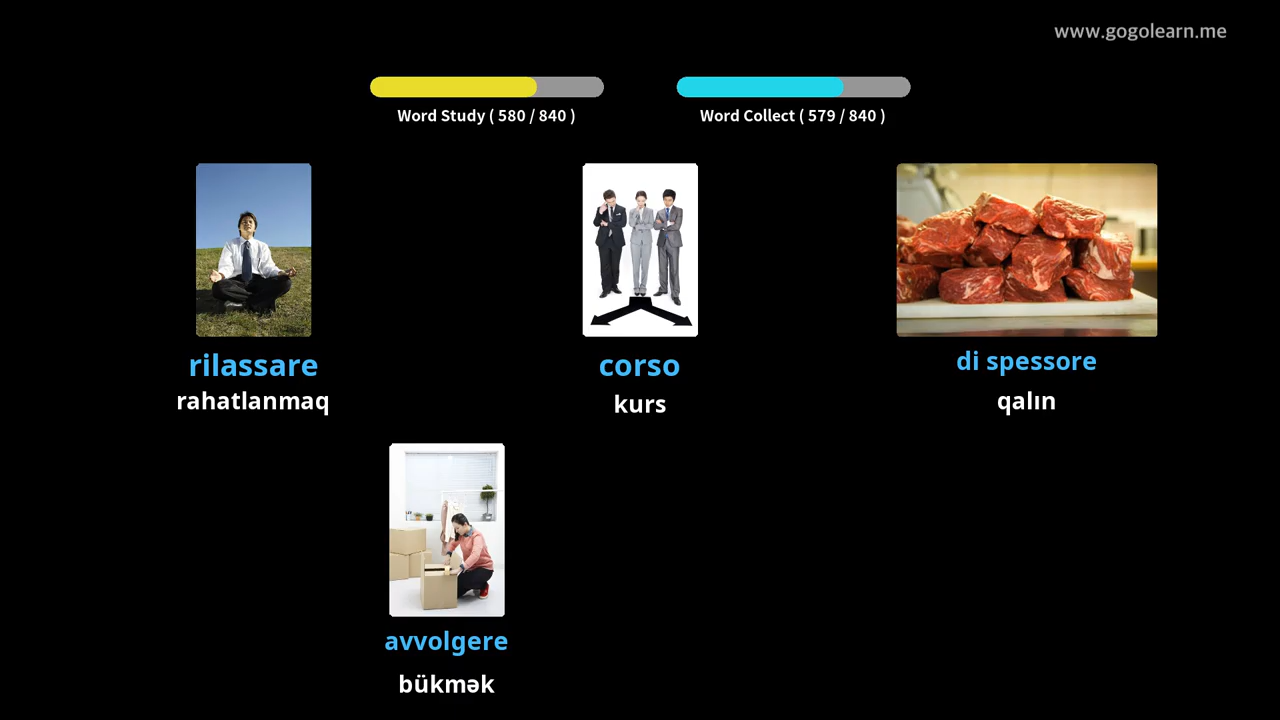 www.gogolearn.me
Word Study ( 580 / 840 )
Word Collect ( 579 / 840 )
rilassare
rahatlanmaq
corso
kurs
di spessore
qalın
avvolgere
bükmək